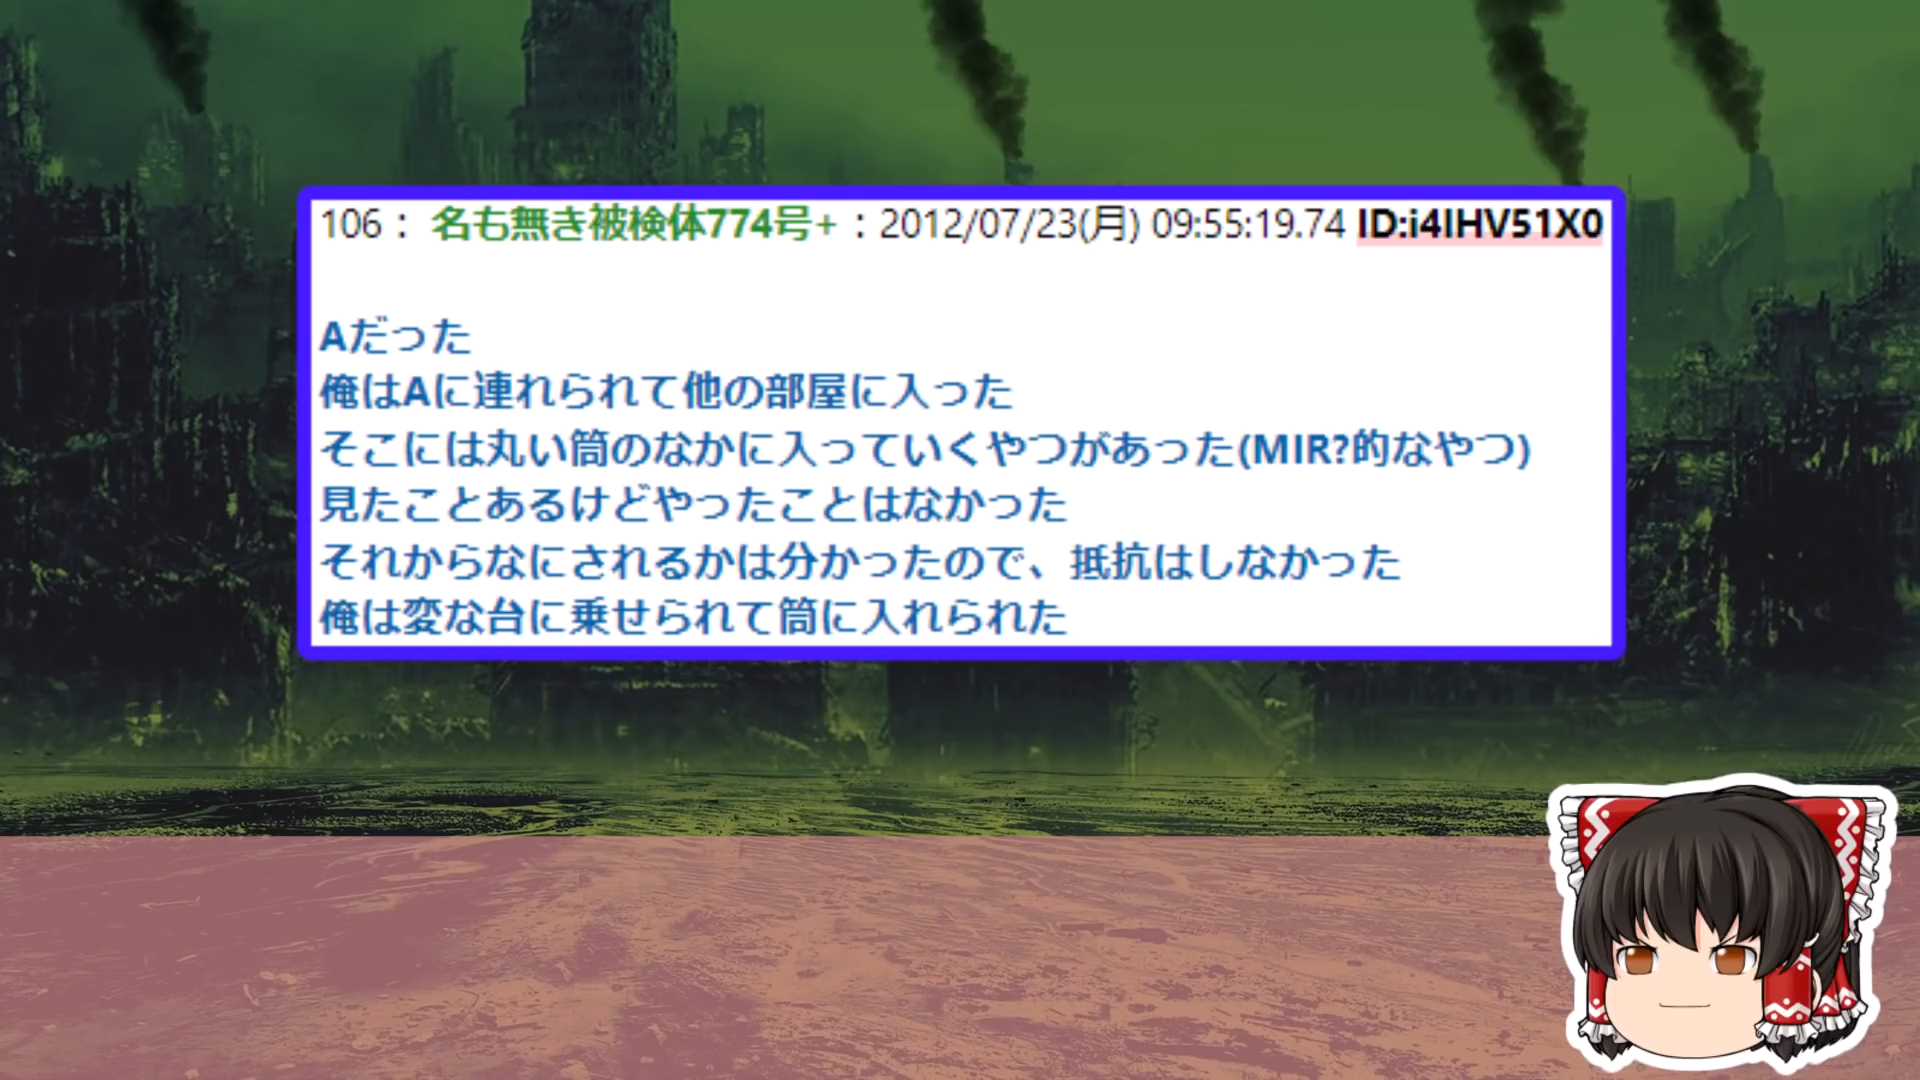 106： 名も無き被検体774号+：2012/07/23(月) 09:55:19.74 ID:i4IHV51X0
Aだった
俺はAに連れられて他の部屋に入った
そこには丸い筒のなかに入っていくやつがあった(MIR?的なやつ)
見たことあるけどやったことはなかった
それからなにされるかは分かったので、抵抗はしなかった
俺は変な台に乗せられて筒に入れられた